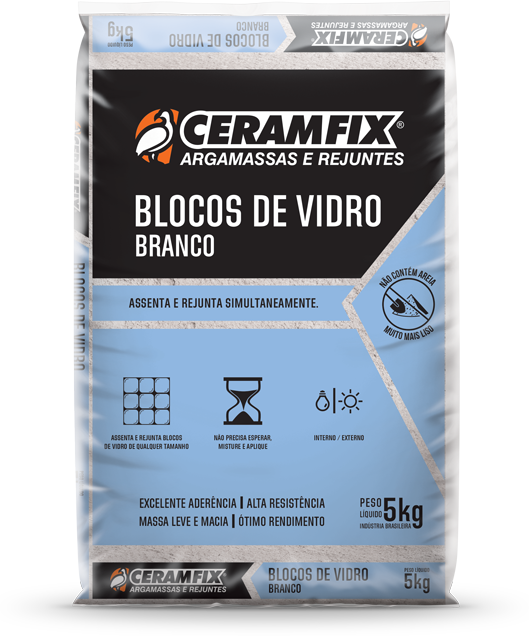 PESO LÍQUIDO
5kg
BLOCOS DE VIDRO
BRANCO
CERAMFIX
ARGAMASSAS E REJUNTES
CERAMFIX®
ARGAMASSAS E REJUNTES
BLOCOS DE VIDRO
BRANCO
ASSENTA E REJUNTA SIMULTANEAMENTE.
NÃO CONTÉM AREIA
MUITO MAIS LISO
BLOCOS DE VIDRO
ASSENTA E REJUNTA BLOCOS
DE VIDRO DE QUALQUER TAMANHO
NÃO PRECISA ESPERAR,
MISTURE E APLIQUE
INTERNO / EXTERNO
EXCELENTE ADERÊNCIA | ALTA RESISTÊNCIA
MASSA LEVE E MACIA | ÓTIMO RENDIMENTO
PESO
LÍQUIDO
5kg
INDÚSTRIA BRASILEIRA
CERAMFIX
ARGAMASSAS E REJUNTES
BLOCOS DE VIDRO
BRANCO
PESO LÍQUIDO
5kg